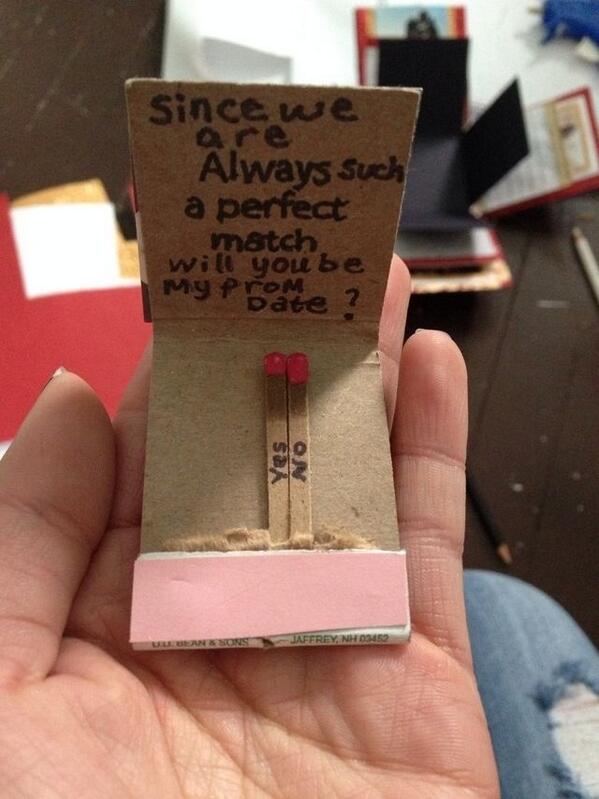 Since we
are
Always such
a perfect
match
will you be
My Prom
Date ?
Yes
No
D.D. BEAN & SONS JAFFREY, NH 03452